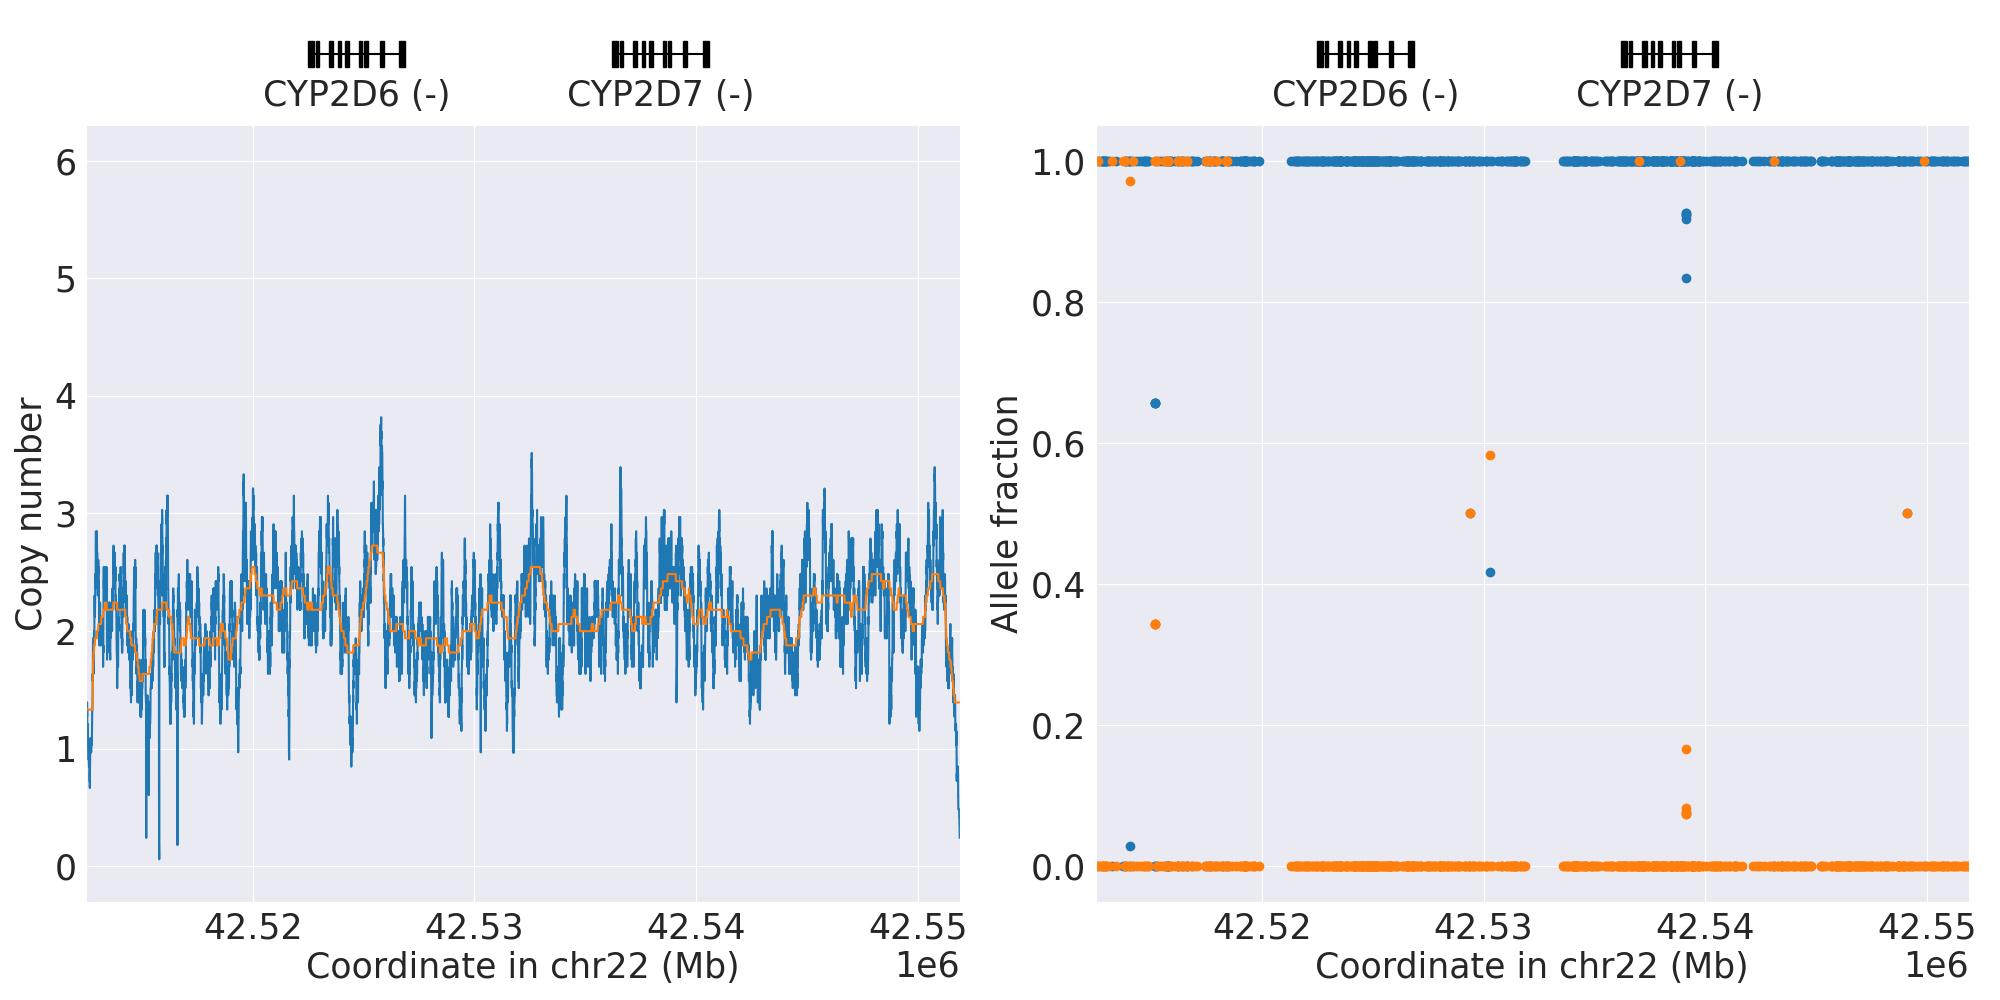 CYP2D6 (-) CYP2D7 (-)
6
5
4
3
2
1
0
Copy number
42.52 42.53 42.54 42.55
Coordinate in chr22 (Mb) 1e6
CYP2D6 (-) CYP2D7 (-)
1.0
0.8
0.6
0.4
0.2
0.0
Allele fraction
42.52 42.53 42.54 42.55
Coordinate in chr22 (Mb) 1e6